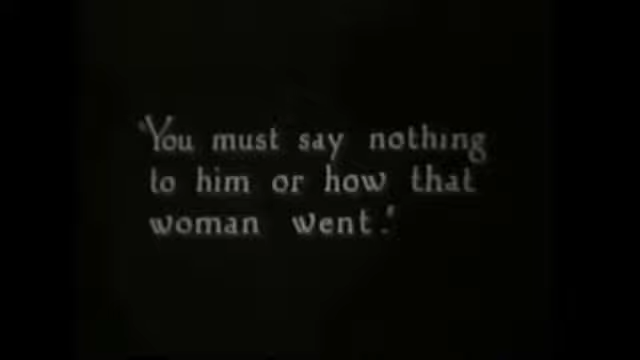 "You must say nothing
to him or how that
woman went."